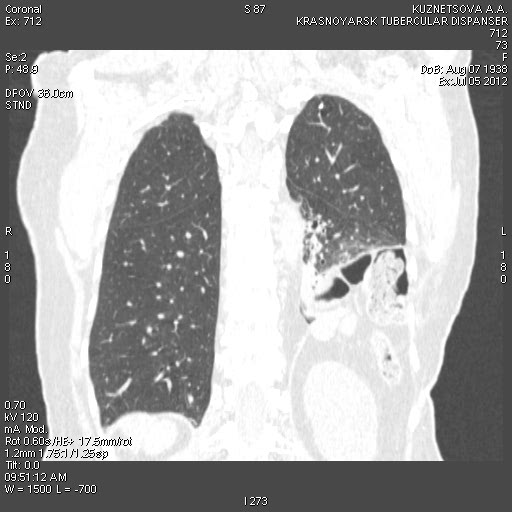 Coronal
Ex: 712
S 87
KUZNETSOVA A.A.
KRASNOYARSK TUBERCULAR DISPANSER
712
73
F
DoB: Aug 07 1938
Ex:Jul 05 2012
Se:2
P: 48.9
DFOV 36.0cm
STND
R
1
8
0
L
1
8
0
0.70
kV 120
mA Mod.
Rot 0.60s/HE+ 17.5mm/rot
1.2mm 1.75:1/1.25sp
Tilt: 0.0
09:51:12 AM
W = 1500 L = -700
I 273